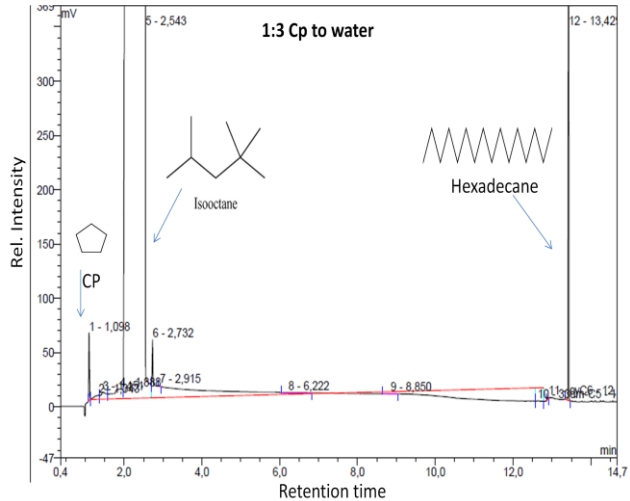 369
mV
5 - 2,543
1:3 Cp to water
12 - 13,42
300
250
200
150
100
50
0
-47
Rel. Intensity
Isooctane
Hexadecane
CP
1 - 1,098
6 - 2,732
7 - 2,915
8 - 6,222
9 - 8,850
min
0,4
2,0
4,0
6,0
8,0
10,0
12,0
14,7
Retention time